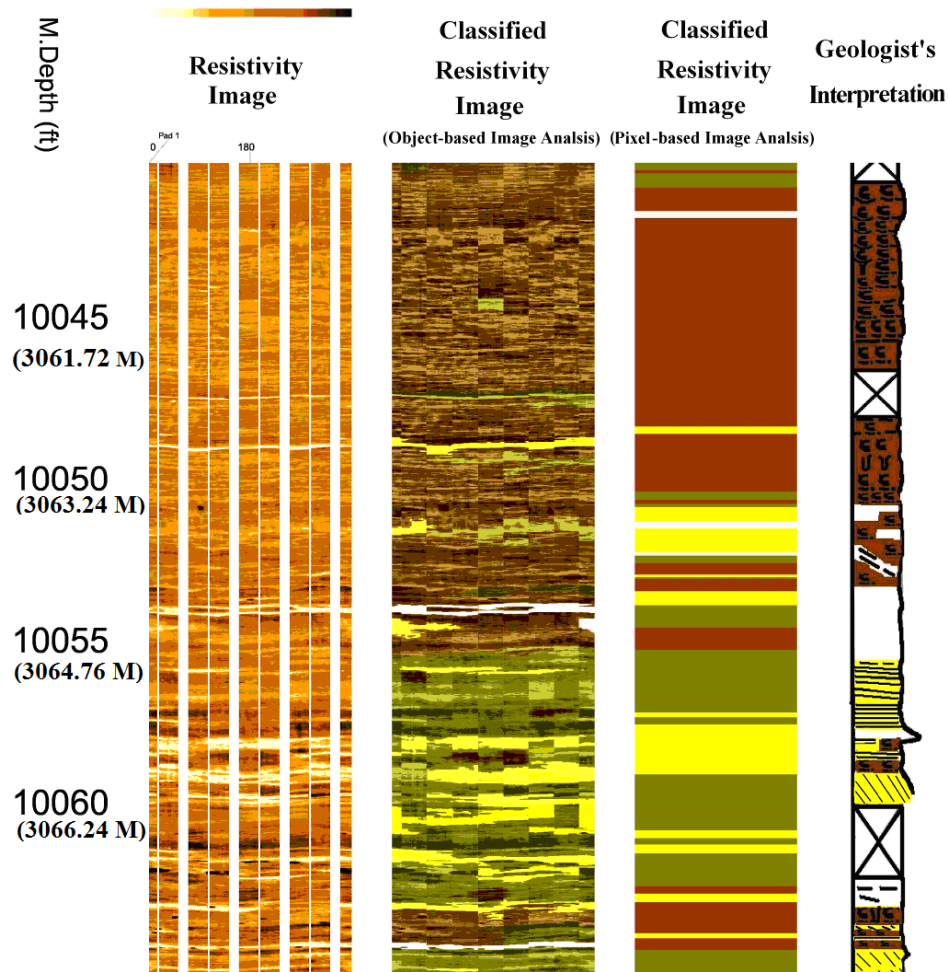 M.Depth (ft)
Resistivity
Image
Classified
Resistivity
Image
(Object-based Image Analsis)
Classified
Resistivity
Image
(Pixel-based Image Analsis)
Geologist's
Interpretation
Pad 1
0
180
10045
(3061.72 M)
10050
(3063.24 M)
10055
(3064.76 M)
10060
(3066.24 M)